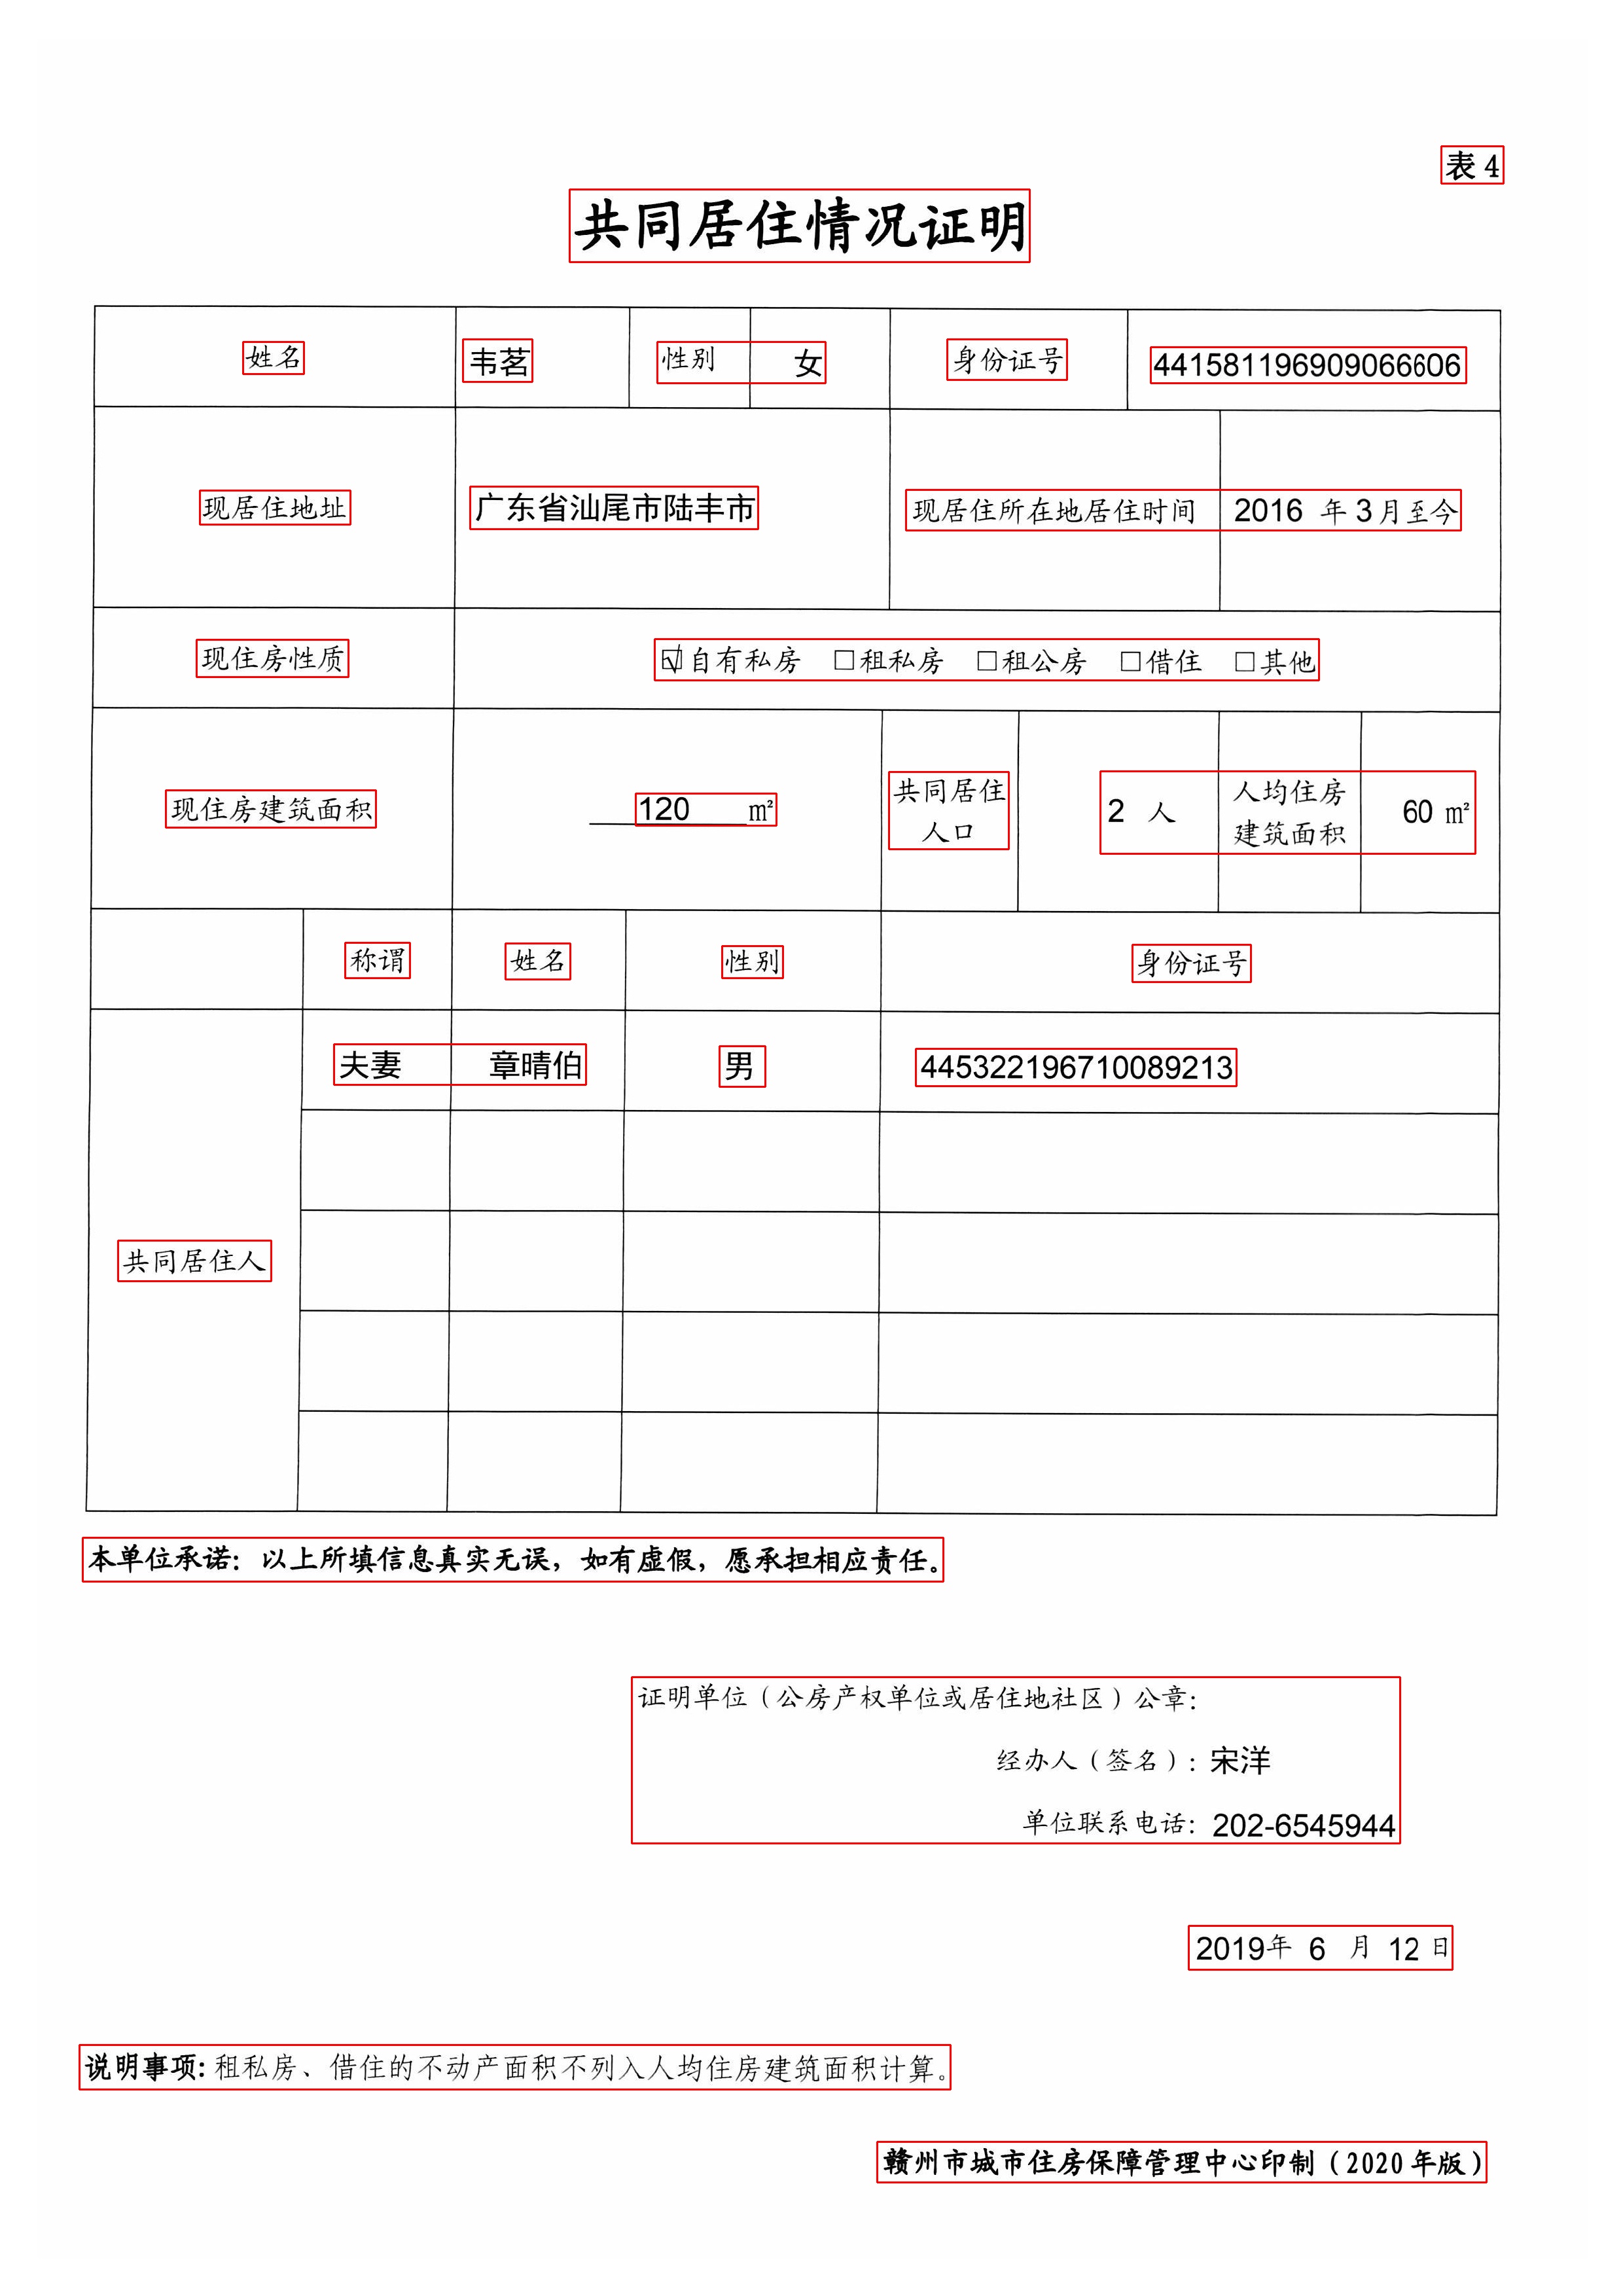 表 4
共同居住情况证明
姓名 韦茗 性别 女 身份证号 441581196909066606
现居住地址 广东省汕尾市陆丰市 现居住所在地居住时间 2016 年 3 月至今
现住房性质 ☑自有私房 □租私房 □租公房 □借住 □其他
现住房建筑面积 120 m² 共同居住人口 2 人 人均住房建筑面积 60 m²
称谓 姓名 性别 身份证号
夫妻 章晴伯 男 445322196710089213
共同居住人
本单位承诺：以上所填信息真实无误，如有虚假，愿承担相应责任。
证明单位（公房产权单位或居住地社区）公章：
经办人（签名）：宋洋
单位联系电话：202-6545944
2019年 6 月 12 日
说明事项：租私房、借住的不动产面积不列入人均住房建筑面积计算。
赣州市城市住房保障管理中心印制（2020 年版）